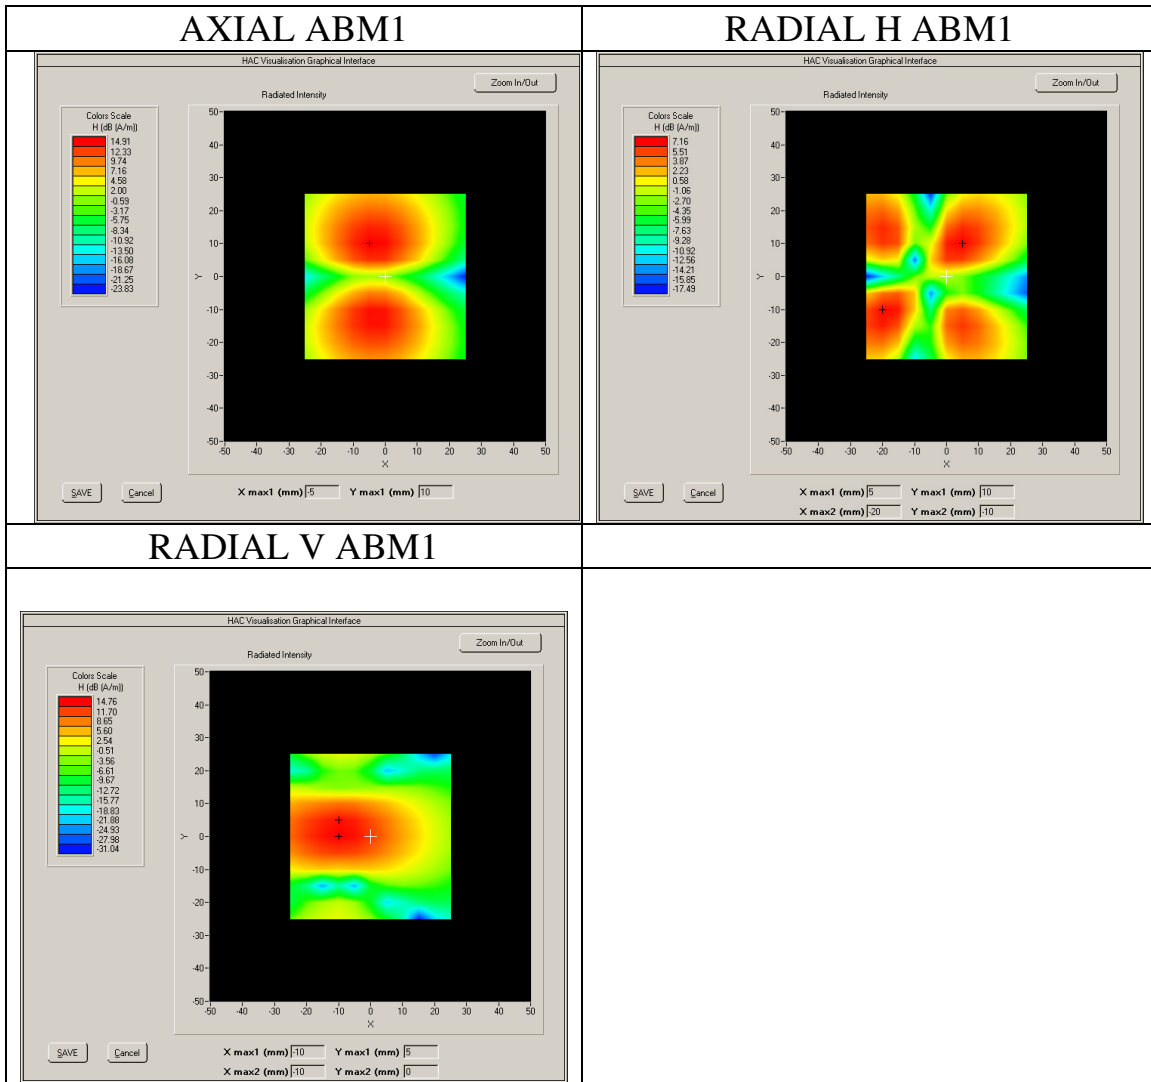 AXIAL ABM1
HAC Visualisation Graphical Interface
Zoom In/Out
Radiated Intensity
Colors Scale
H (dB (A/m))
14.91
12.33
9.74
7.16
4.58
2.00
-0.59
-3.17
-5.75
-8.34
-10.92
-13.50
-16.08
-18.67
-21.25
-23.83
50-
40-
30-
20-
10-
Y 0-
-10-
-20-
-30-
-40-
-50-
-50 -40 -30 -20 -10 0 10 20 30 40 50
X
SAVE Cancel X max1 (mm) -5 Y max1 (mm) 10
RADIAL H ABM1
HAC Visualisation Graphical Interface
Zoom In/Out
Radiated Intensity
Colors Scale
H (dB (A/m))
7.16
5.51
3.87
2.23
0.58
-1.06
-2.70
-4.35
-5.99
-7.63
-9.28
-10.92
-12.56
-14.21
-15.85
-17.49
50-
40-
30-
20-
10-
Y 0-
-10-
-20-
-30-
-40-
-50-
-50 -40 -30 -20 -10 0 10 20 30 40 50
X
SAVE Cancel X max1 (mm) 5 Y max1 (mm) 10
X max2 (mm) -20 Y max2 (mm) -10
RADIAL V ABM1
HAC Visualisation Graphical Interface
Zoom In/Out
Radiated Intensity
Colors Scale
H (dB (A/m))
14.76
11.70
8.65
5.60
2.54
-0.51
-3.56
-6.61
-9.67
-12.72
-15.77
-18.83
-21.88
-24.93
-27.98
-31.04
50-
40-
30-
20-
10-
Y 0-
-10-
-20-
-30-
-40-
-50-
-50 -40 -30 -20 -10 0 10 20 30 40 50
X
SAVE Cancel X max1 (mm) -10 Y max1 (mm) 5
X max2 (mm) -10 Y max2 (mm) 0